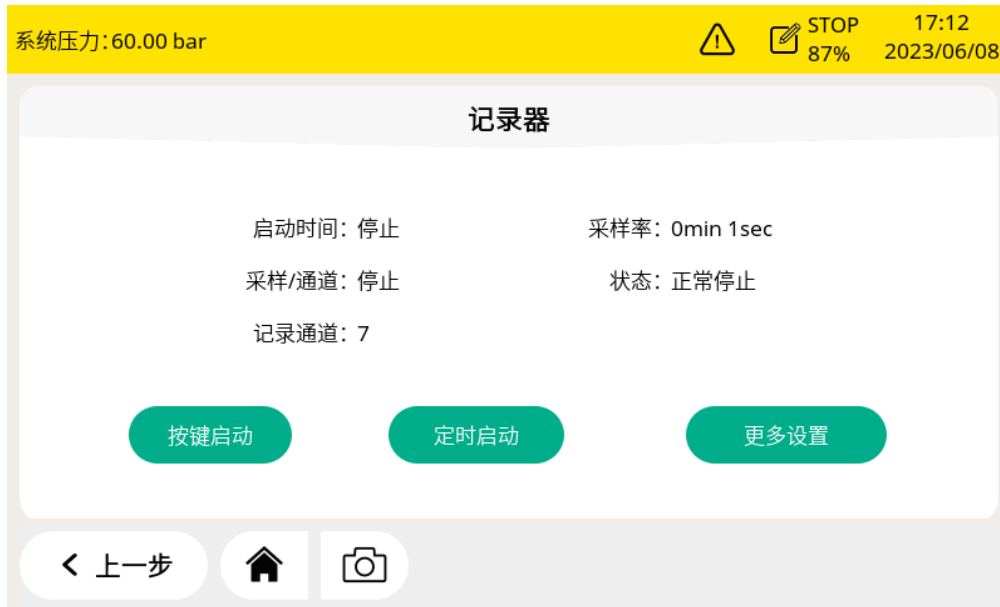 系统压力:60.00 bar
STOP
87%
17:12
2023/06/08
记录器
启动时间：停止
采样率：0min 1sec
采样/通道：停止
状态：正常停止
记录通道：7
按键启动
定时启动
更多设置
上一步